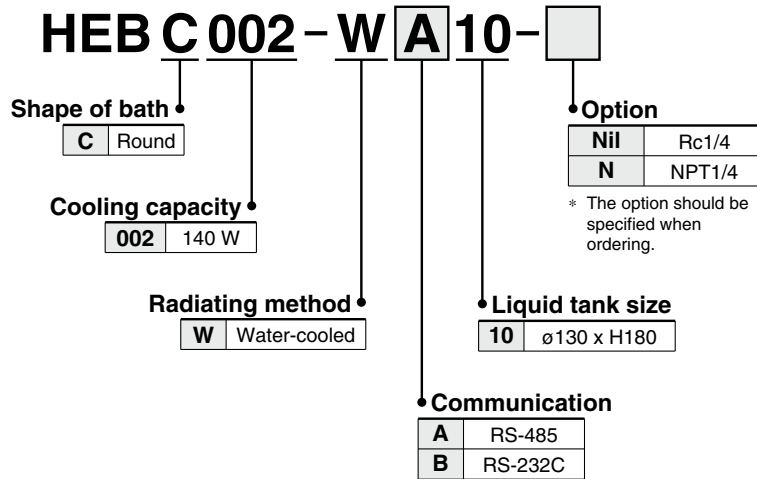 HEB C 002 - W A 10 -
Shape of bath
C Round
Cooling capacity
002 140 W
Radiating method
W Water-cooled
Communication
A RS-485
B RS-232C
Liquid tank size
10 ø130 x H180
Option
Nil Rc1/4
N NPT1/4
* The option should be
specified when
ordering.